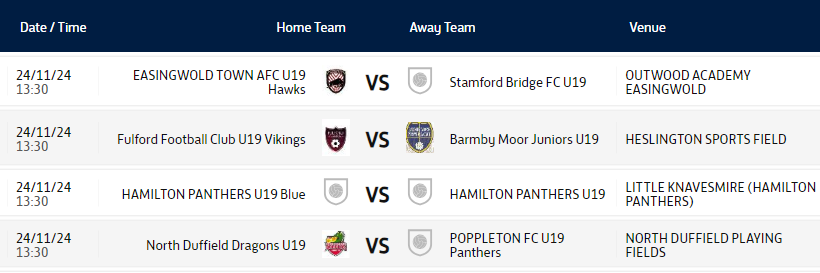 Date / Time Home Team Away Team Venue
24/11/24 EASINGWOLD TOWN AFC U19 OUTWOOD ACADEMY
13:30 Hawks VS Stamford Bridge FC U19 EASINGWOLD
24/11/24
13:30 Fulford Football Club U19 Vikings VS Barmby Moor Juniors U19 HESLINGTON SPORTS FIELD
24/11/24 LITTLE KNAVESMIRE (HAMILTON
13:30 HAMILTON PANTHERS U19 Blue VS HAMILTON PANTHERS U19 PANTHERS)
24/11/24 POPPLETON FC U19 NORTH DUFFIELD PLAYING
13:30 North Duffield Dragons U19 VS Panthers FIELDS